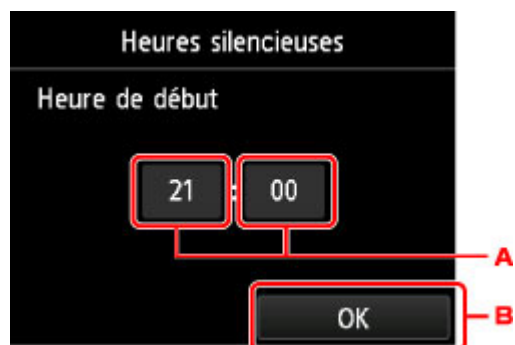 Heures silencieuses
Heure de début
21 : 00
A
OK
B